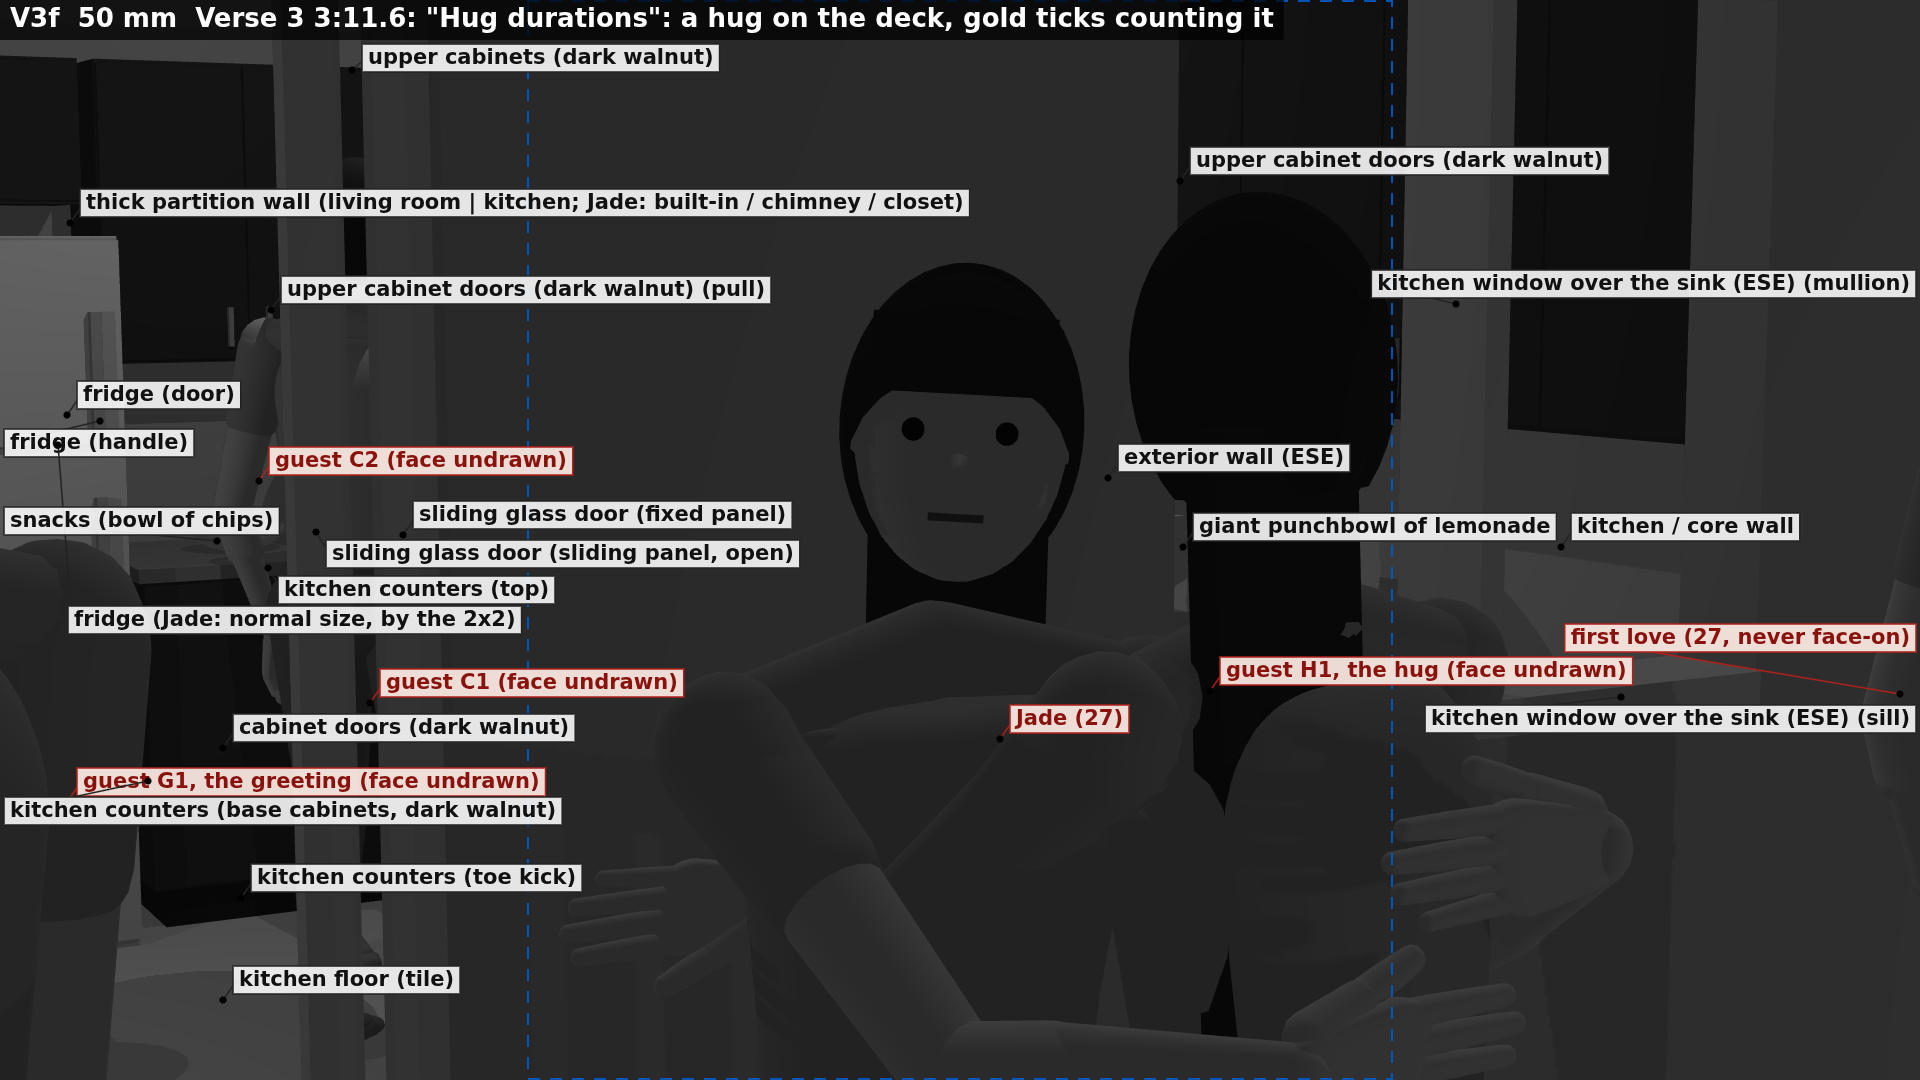 V3f 50 mm Verse 3 3:11.6: "Hug durations": a hug on the deck, gold ticks counting it
upper cabinets (dark walnut)
upper cabinet doors (dark walnut)
thick partition wall (living room | kitchen; Jade: built-in / chimney / closet)
kitchen window over the sink (ESE) (mullion)
upper cabinet doors (dark walnut) (pull)
fridge (door)
fridge (handle)
guest C2 (face undrawn)
exterior wall (ESE)
snacks (bowl of chips)
sliding glass door (fixed panel)
giant punchbowl of lemonade
kitchen / core wall
sliding glass door (sliding panel, open)
kitchen counters (top)
fridge (Jade: normal size, by the 2x2)
first love (27, never face-on)
guest H1, the hug (face undrawn)
guest C1 (face undrawn)
Jade (27)
kitchen window over the sink (ESE) (sill)
cabinet doors (dark walnut)
guest G1, the greeting (face undrawn)
kitchen counters (base cabinets, dark walnut)
kitchen counters (toe kick)
kitchen floor (tile)